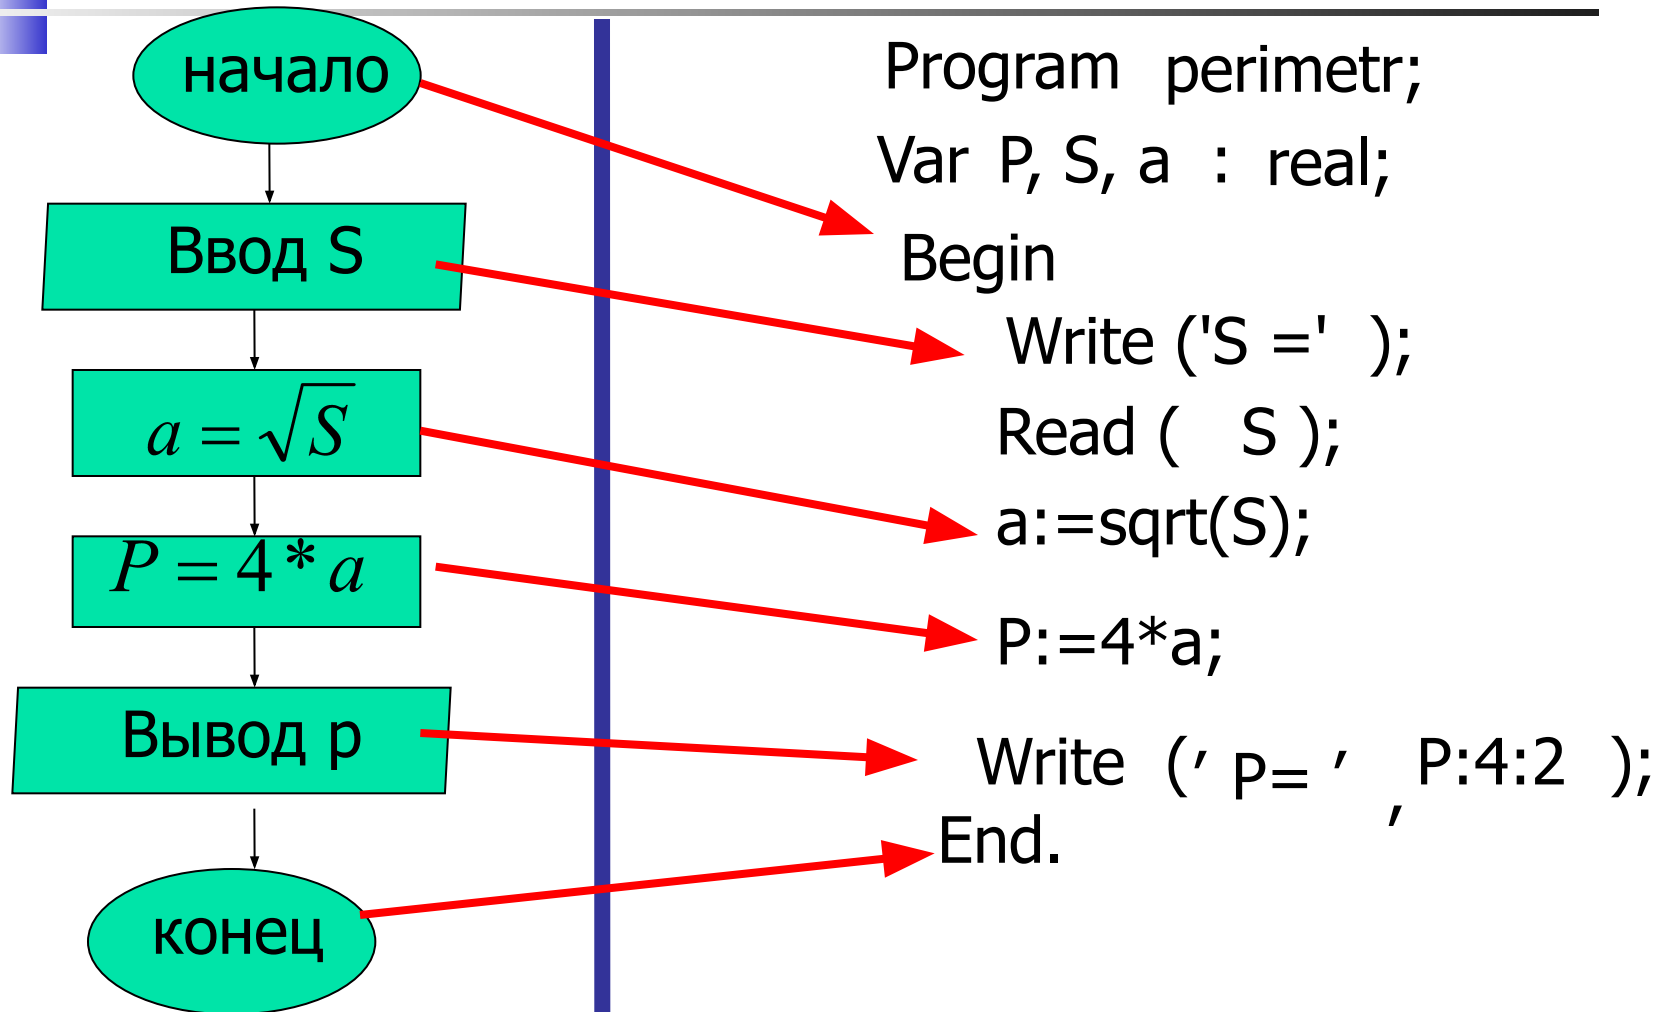 начало
Ввод S
a = √S
P = 4 * a
Вывод p
конец
Program perimetr;
Var P, S, a : real;
Begin
Write ('S =' );
Read ( S );
a:=sqrt(S);
P:=4*a;
Write (′ P= ′ , P:4:2 );
End.